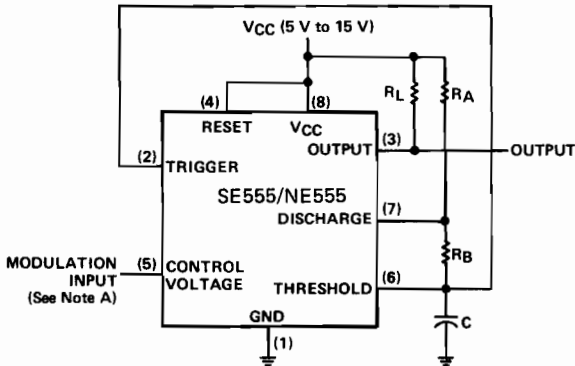 VCC (5 V to 15 V)
(4)
(8)
RL
RA
RESET
VCC
(3)
OUTPUT
OUTPUT
(2)
TRIGGER
SE555/NE555
(7)
DISCHARGE
RB
MODULATION
INPUT
(See Note A)
(5)
CONTROL
VOLTAGE
(6)
THRESHOLD
C
GND
(1)